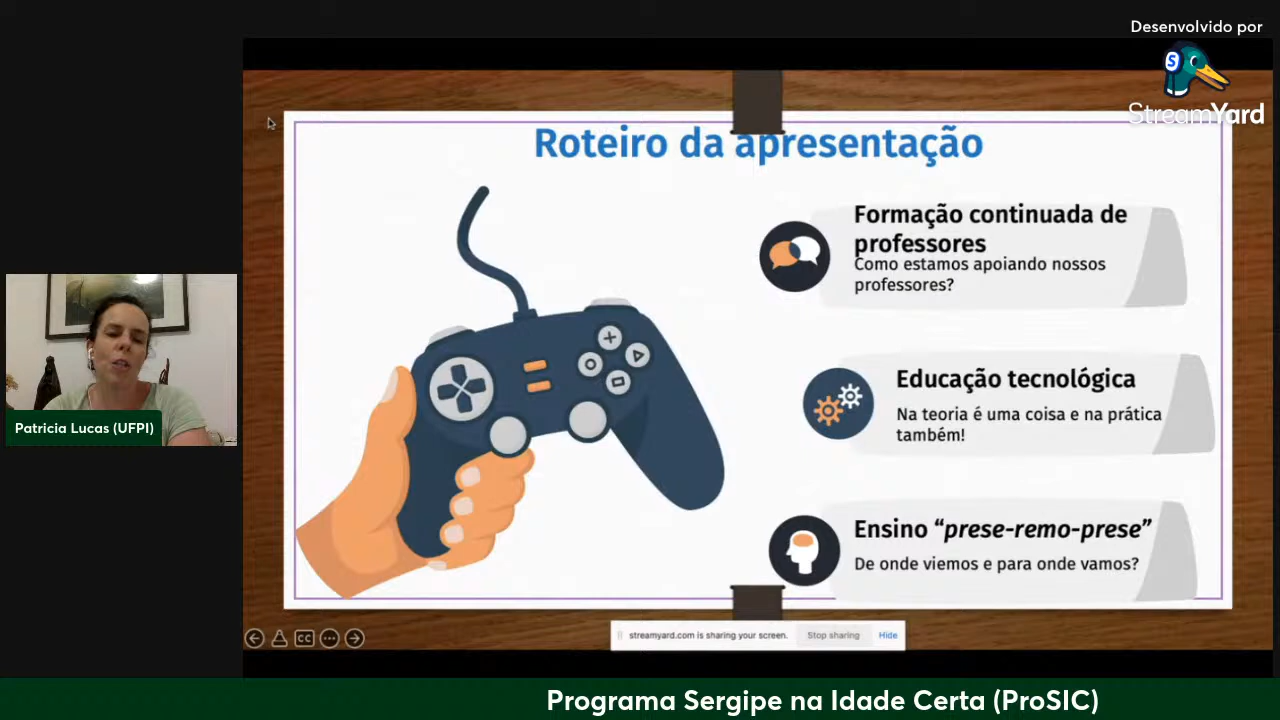 Desenvolvido por
StreamYard
Roteiro da apresentação
Formação continuada de
professores
Como estamos apoiando nossos
professores?
Educação tecnológica
Na teoria é uma coisa e na prática
também!
Ensino “prese-remo-prese”
De onde viemos e para onde vamos?
Patricia Lucas (UFPI)
CC
streamyard.com is sharing your screen. Stop sharing Hide
Programa Sergipe na Idade Certa (ProSIC)